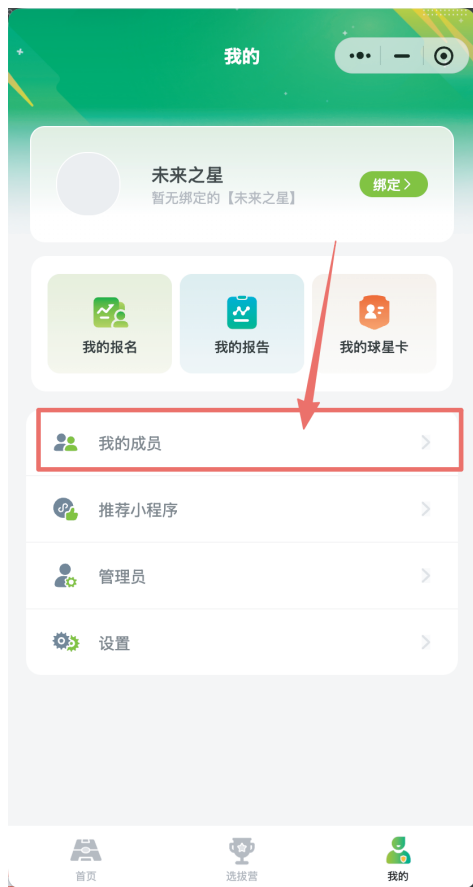 我的
未来之星
暂无绑定的【未来之星】
绑定
我的报名
我的报告
我的球星卡
我的成员
推荐小程序
管理员
设置
首页
选拔营
我的